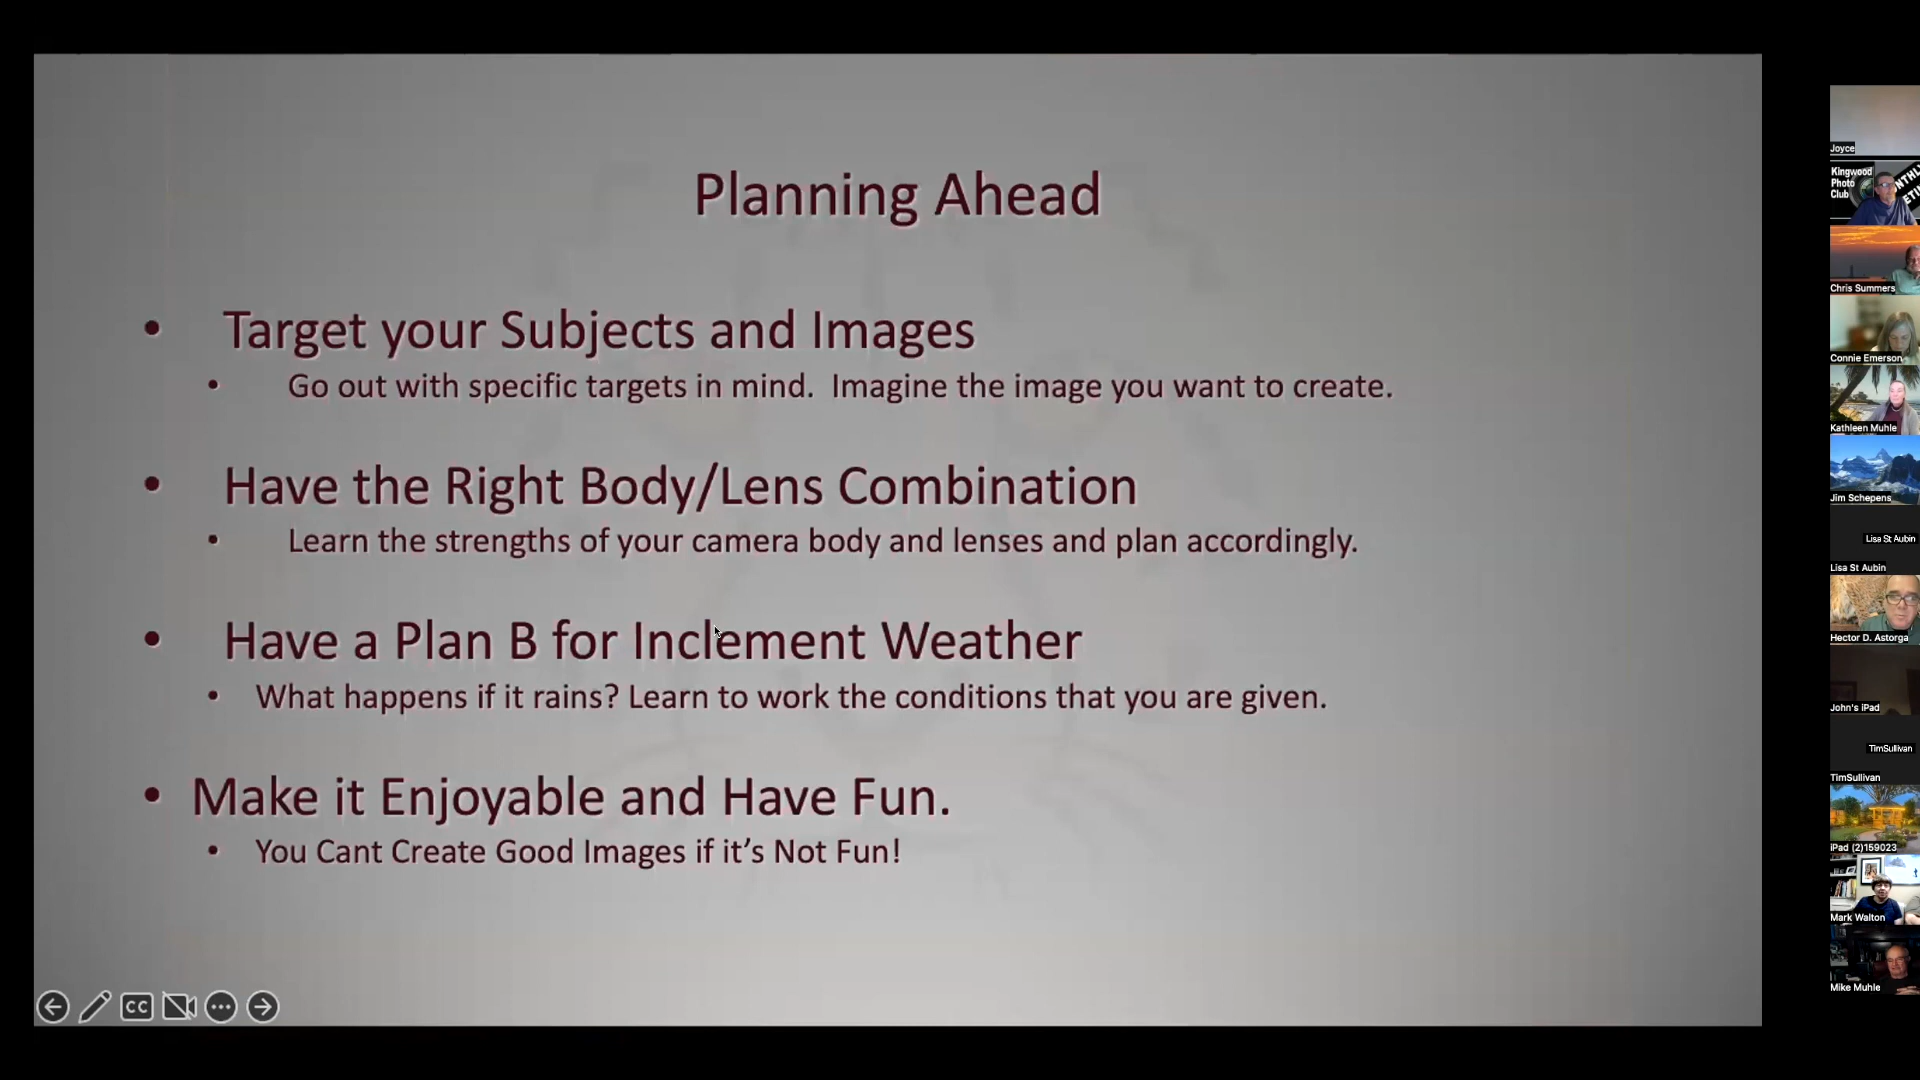 Planning Ahead
• Target your Subjects and Images
• Go out with specific targets in mind.  Imagine the image you want to create.
• Have the Right Body/Lens Combination
• Learn the strengths of your camera body and lenses and plan accordingly.
• Have a Plan B for Inclement Weather
• What happens if it rains? Learn to work the conditions that you are given.
• Make it Enjoyable and Have Fun.
• You Cant Create Good Images if it’s Not Fun!
CC
Joyce
Kingwood
Photo
Club
Chris Summers
Connie Emerson
Kathleen Muhle
Jim Schepens
Lisa St Aubin
Lisa St Aubin
Hector D. Astorga
John's iPad
TimSullivan
TimSullivan
iPad (2)159023
Mark Walton
Mike Muhle